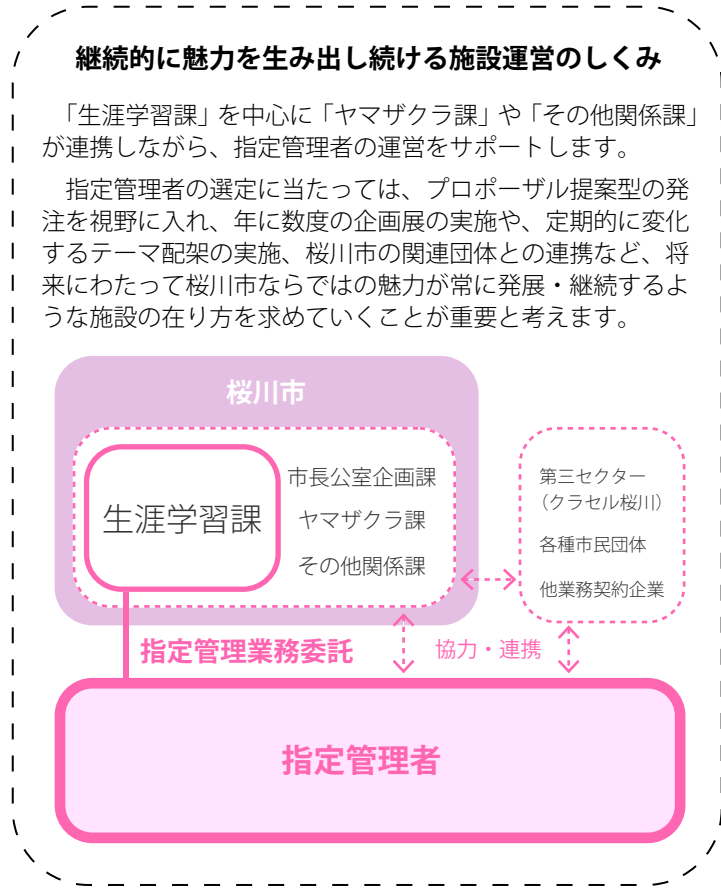 継続的に魅力を生み出し続ける施設運営のしくみ
「生涯学習課」を中心に「ヤマザクラ課」や「その他関係課」
が連携しながら、指定管理者の運営をサポートします。
指定管理者の選定に当たっては、プロポーザル提案型の発
注を視野に入れ、年に数度の企画展の実施や、定期的に変化
するテーマ配架の実施、桜川市の関連団体との連携など、将
来にわたって桜川市ならではの魅力が常に発展・継続するよ
うな施設の在り方を求めていくことが重要と考えます。
桜川市
生涯学習課
市長公室企画課
ヤマザクラ課
その他関係課
第三セクター
（クラセル桜川）
各種市民団体
他業務契約企業
指定管理業務委託
協力・連携
指定管理者